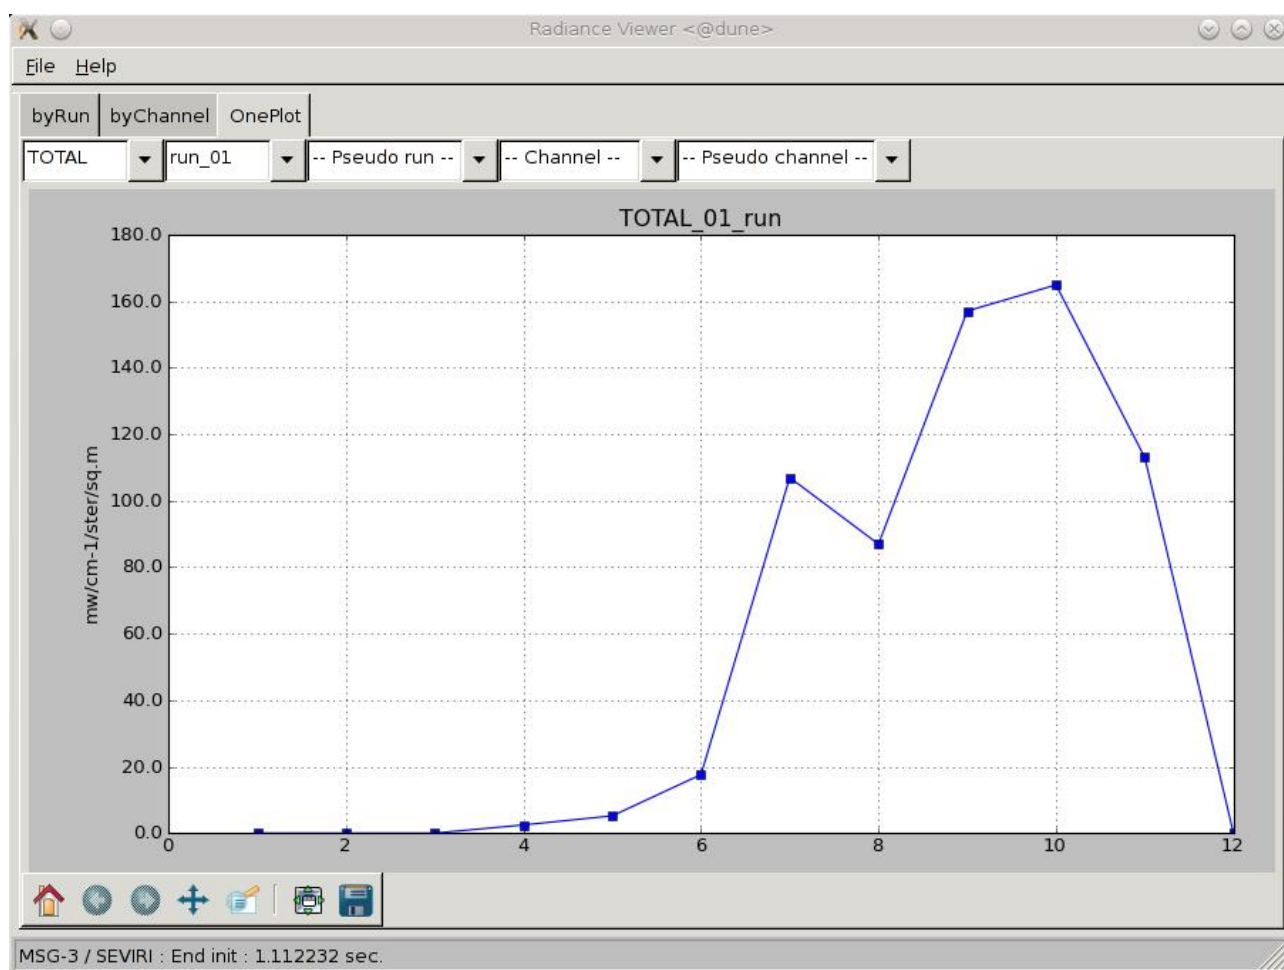 Radiance Viewer <@dune>
File Help
byRun byChannel OnePlot
TOTAL run_01 -- Pseudo run -- -- Channel -- -- Pseudo channel --
TOTAL_01_run
180.0
160.0
140.0
120.0
100.0
80.0
60.0
40.0
20.0
0.0
mw/cm-1/ster/sq.m
0 2 4 6 8 10 12
MSG-3 / SEVIRI : End init : 1.112232 sec.